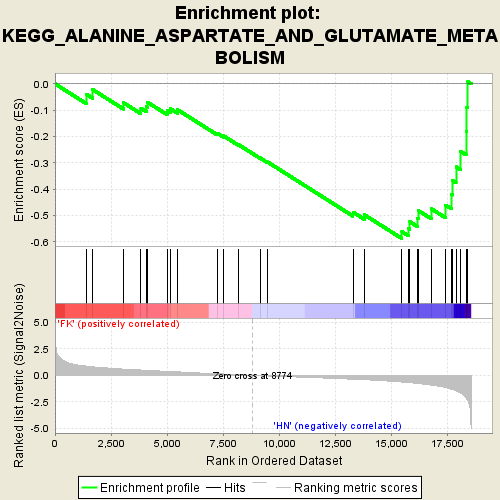 Enrichment plot:
KEGG_ALANINE_ASPARTATE_AND_GLUTAMATE_META
BOLISM
Enrichment score (ES)
0.0
-0.1
-0.2
-0.3
-0.4
-0.5
-0.6
Ranked list metric (Signal2Noise)
'FK' (positively correlated)
5.0
2.5
0.0
-2.5
-5.0
Zero cross at 8774
'HN' (negatively correlated)
0
2,500
5,000
7,500
10,000
12,500
15,000
17,500
Rank in Ordered Dataset
Enrichment profile
Hits
Ranking metric scores